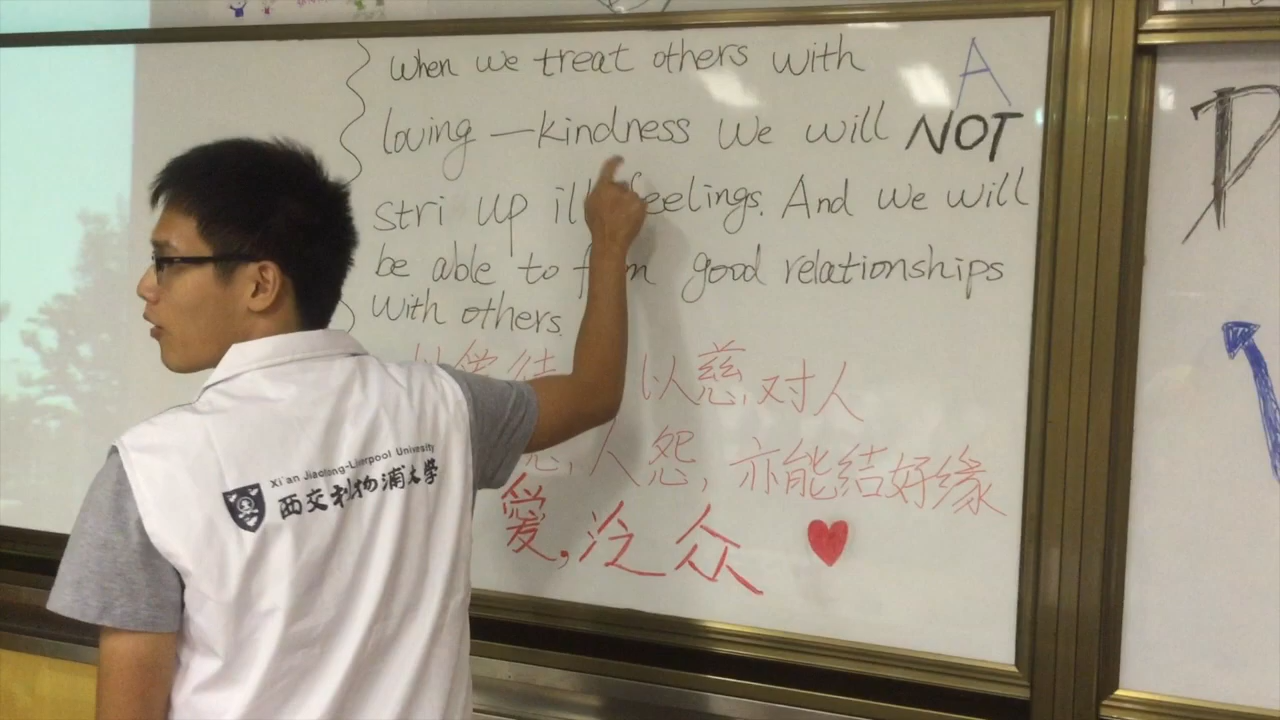 When we treat others with
A
loving —kindness we will NOT
stri up ill feelings. And we will
be able to good relationships
with others.
以慈对人
人怨, 亦能结好缘
愛, 泛众
Xi'an Jiaotong-Liverpool Univesity
西交利物浦大学